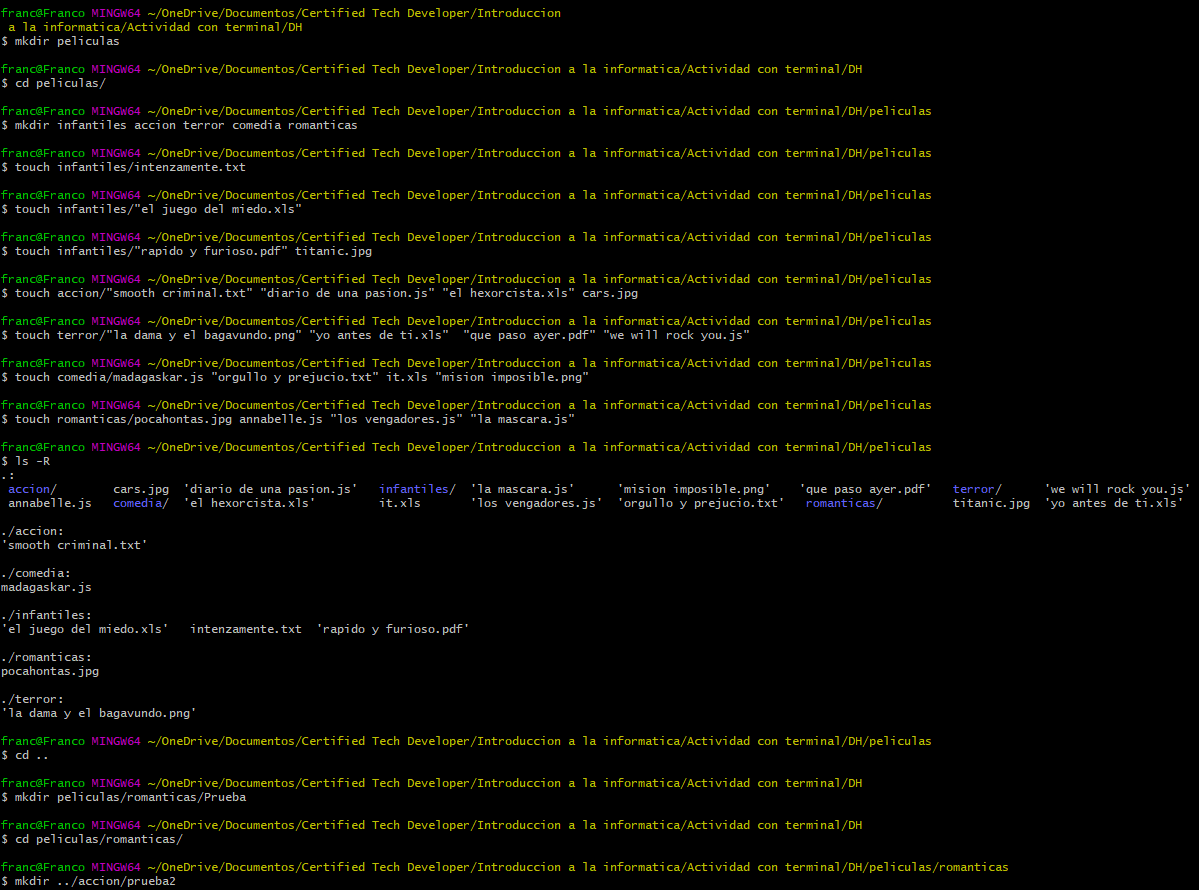 franc@Franco MINGW64 ~/OneDrive/Documentos/Certified Tech Developer/Introduccion
 a la informatica/Actividad con terminal/DH
$ mkdir peliculas

franc@Franco MINGW64 ~/OneDrive/Documentos/Certified Tech Developer/Introduccion a la informatica/Actividad con terminal/DH
$ cd peliculas/

franc@Franco MINGW64 ~/OneDrive/Documentos/Certified Tech Developer/Introduccion a la informatica/Actividad con terminal/DH/peliculas
$ mkdir infantiles accion terror comedia romanticas

franc@Franco MINGW64 ~/OneDrive/Documentos/Certified Tech Developer/Introduccion a la informatica/Actividad con terminal/DH/peliculas
$ touch infantiles/intenzamente.txt

franc@Franco MINGW64 ~/OneDrive/Documentos/Certified Tech Developer/Introduccion a la informatica/Actividad con terminal/DH/peliculas
$ touch infantiles/"el juego del miedo.xls"

franc@Franco MINGW64 ~/OneDrive/Documentos/Certified Tech Developer/Introduccion a la informatica/Actividad con terminal/DH/peliculas
$ touch infantiles/"rapido y furioso.pdf" titanic.jpg

franc@Franco MINGW64 ~/OneDrive/Documentos/Certified Tech Developer/Introduccion a la informatica/Actividad con terminal/DH/peliculas
$ touch accion/"smooth criminal.txt" "diario de una pasion.js" "el hexorcista.xls" cars.jpg

franc@Franco MINGW64 ~/OneDrive/Documentos/Certified Tech Developer/Introduccion a la informatica/Actividad con terminal/DH/peliculas
$ touch terror/"la dama y el bagavundo.png" "yo antes de ti.xls"  "que paso ayer.pdf" "we will rock you.js"

franc@Franco MINGW64 ~/OneDrive/Documentos/Certified Tech Developer/Introduccion a la informatica/Actividad con terminal/DH/peliculas
$ touch comedia/madagaskar.js "orgullo y prejucio.txt" it.xls "mision imposible.png"

franc@Franco MINGW64 ~/OneDrive/Documentos/Certified Tech Developer/Introduccion a la informatica/Actividad con terminal/DH/peliculas
$ touch romanticas/pocahontas.jpg annabelle.js "los vengadores.js" "la mascara.js"

franc@Franco MINGW64 ~/OneDrive/Documentos/Certified Tech Developer/Introduccion a la informatica/Actividad con terminal/DH/peliculas
$ ls -R
.:
 accion/        cars.jpg  'diario de una pasion.js'   infantiles/  'la mascara.js'      'mision imposible.png'    'que paso ayer.pdf'   terror/      'we will rock you.js'
 annabelle.js   comedia/  'el hexorcista.xls'         it.xls       'los vengadores.js'  'orgullo y prejucio.txt'   romanticas/          titanic.jpg  'yo antes de ti.xls'

./accion:
'smooth criminal.txt'

./comedia:
madagaskar.js

./infantiles:
'el juego del miedo.xls'   intenzamente.txt  'rapido y furioso.pdf'

./romanticas:
pocahontas.jpg

./terror:
'la dama y el bagavundo.png'

franc@Franco MINGW64 ~/OneDrive/Documentos/Certified Tech Developer/Introduccion a la informatica/Actividad con terminal/DH/peliculas
$ cd ..

franc@Franco MINGW64 ~/OneDrive/Documentos/Certified Tech Developer/Introduccion a la informatica/Actividad con terminal/DH
$ mkdir peliculas/romanticas/Prueba

franc@Franco MINGW64 ~/OneDrive/Documentos/Certified Tech Developer/Introduccion a la informatica/Actividad con terminal/DH
$ cd peliculas/romanticas/

franc@Franco MINGW64 ~/OneDrive/Documentos/Certified Tech Developer/Introduccion a la informatica/Actividad con terminal/DH/peliculas/romanticas
$ mkdir ../accion/prueba2